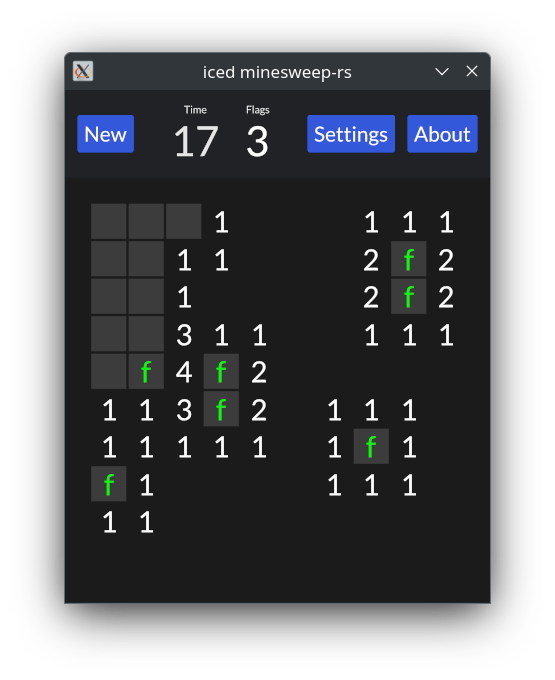 iced minesweep-rs
Time Flags
New 17 3 Settings About
1 1 1 1
1 1 2 f 2
1 2 f 2
3 1 1 1 1 1
f 4 f 2
1 1 3 f 2 1 1 1
1 1 1 1 1 1 f 1
f 1 1 1 1
1 1